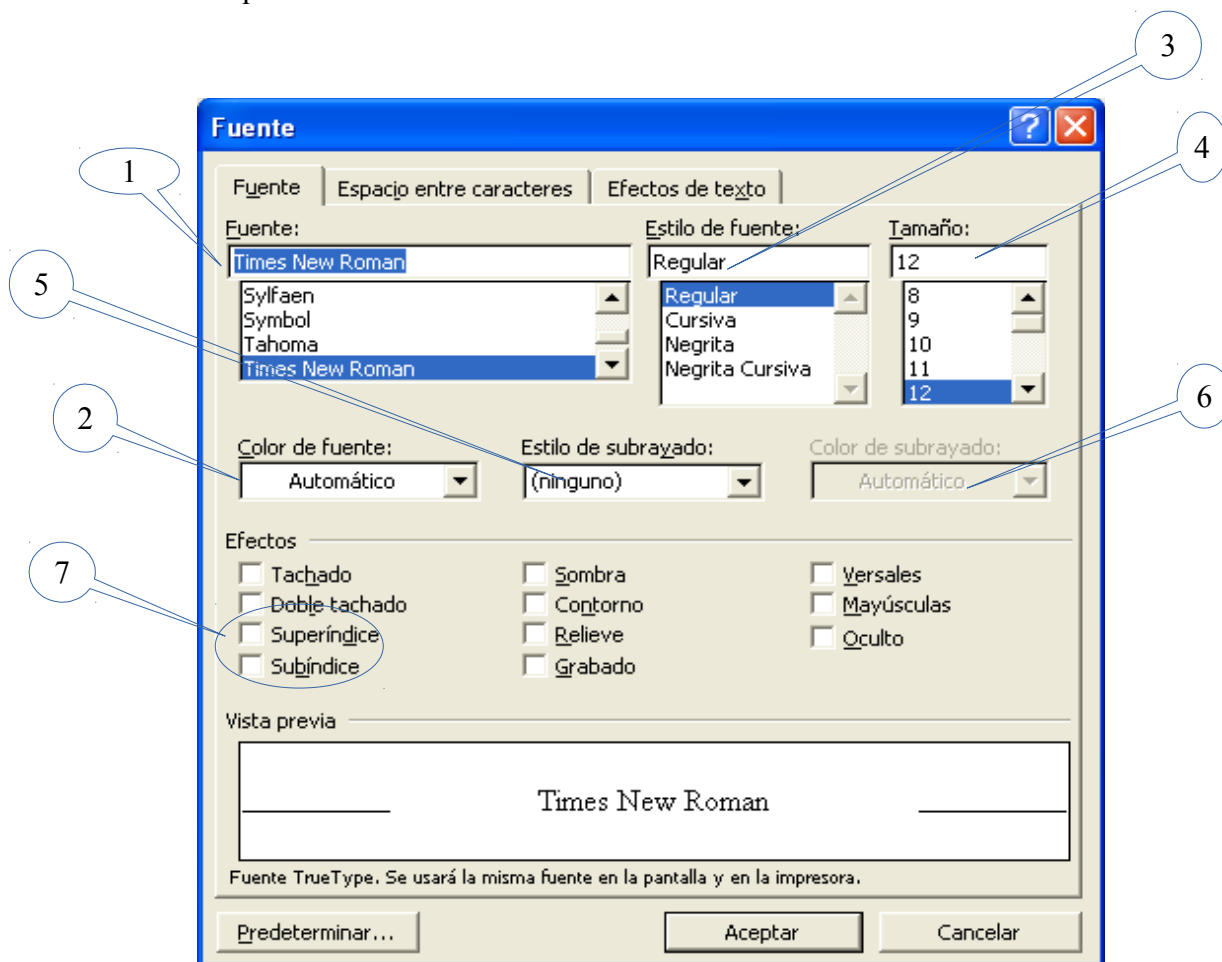 3
Fuente
1
4
Fuente Espacio entre caracteres Efectos de texto
Fuente: Estilo de fuente: Tamaño:
Times New Roman Regular 12
5
Sylfaen Regular 8
Symbol Cursiva 9
Tahoma Negrita 10
Times New Roman Negrita Cursiva 11
12
2
6
Color de fuente: Estilo de subrayado: Color de subrayado:
Automático (ninguno) Automático
Efectos
7
Tachado Sombra Versales
Doble tachado Contorno Mayúsculas
Superíndice Relieve Oculto
Subíndice Grabado
Vista previa
Times New Roman
Fuente TrueType. Se usará la misma fuente en la pantalla y en la impresora.
Predeterminar... Aceptar Cancelar